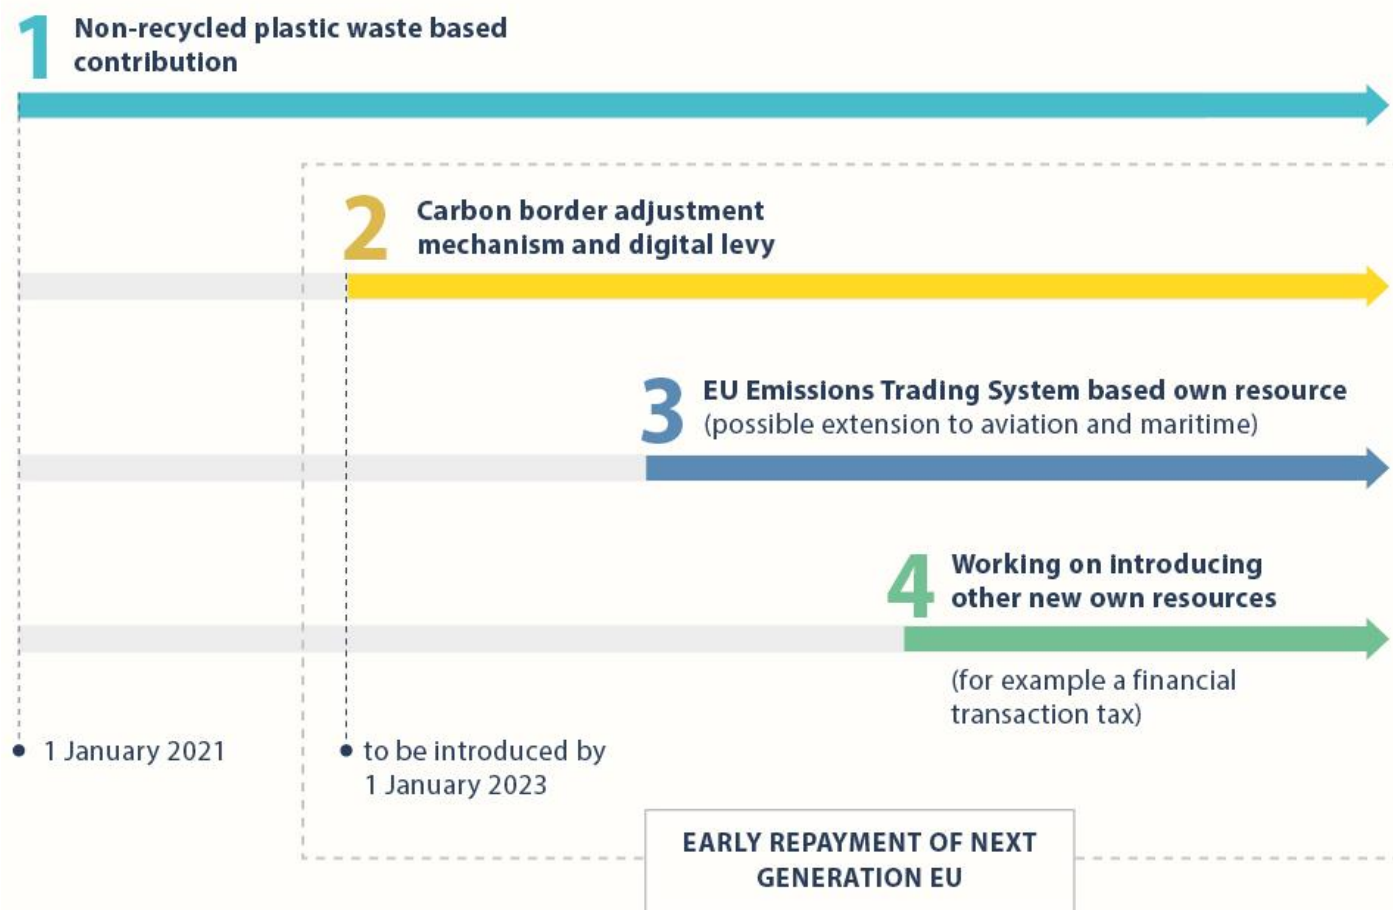 1 Non-recycled plastic waste based
contribution
2 Carbon border adjustment
mechanism and digital levy
3 EU Emissions Trading System based own resource
(possible extension to aviation and maritime)
4 Working on introducing
other new own resources
(for example a financial
transaction tax)
1 January 2021
to be introduced by
1 January 2023
EARLY REPAYMENT OF NEXT
GENERATION EU